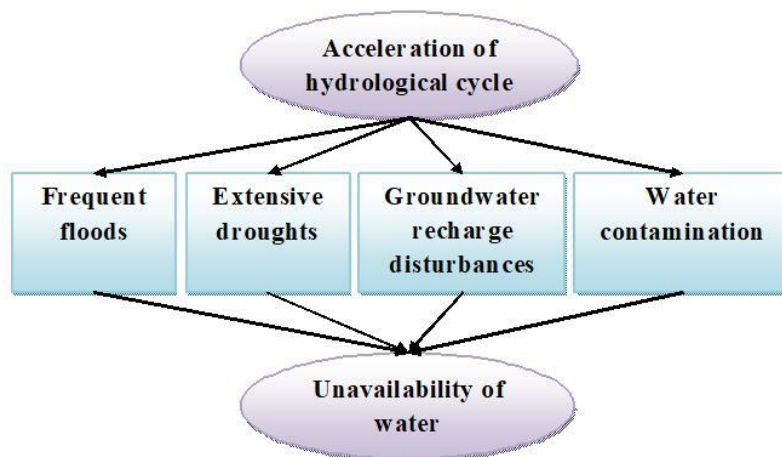 Acceleration of
hydrological cycle
Frequent
floods
Extensive
droughts
Groundwater
recharge
disturbances
Water
contamination
Unavailability of
water